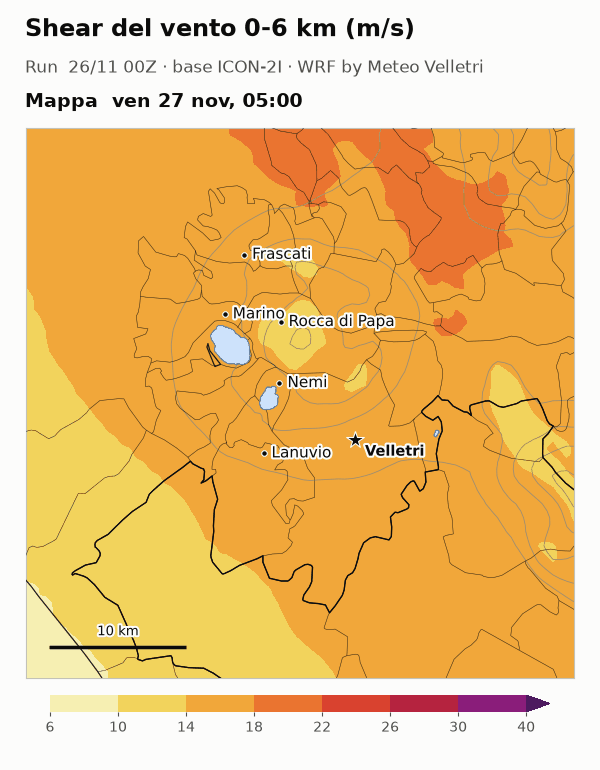 Shear del vento 0-6 km (m/s)
Run  26/11 00Z · base ICON-2I · WRF by Meteo Velletri
Mappa  ven 27 nov, 05:00
Frascati
Marino
Rocca di Papa
Nemi
Velletri
Lanuvio
10 km
6 10 14 18 22 26 30 40